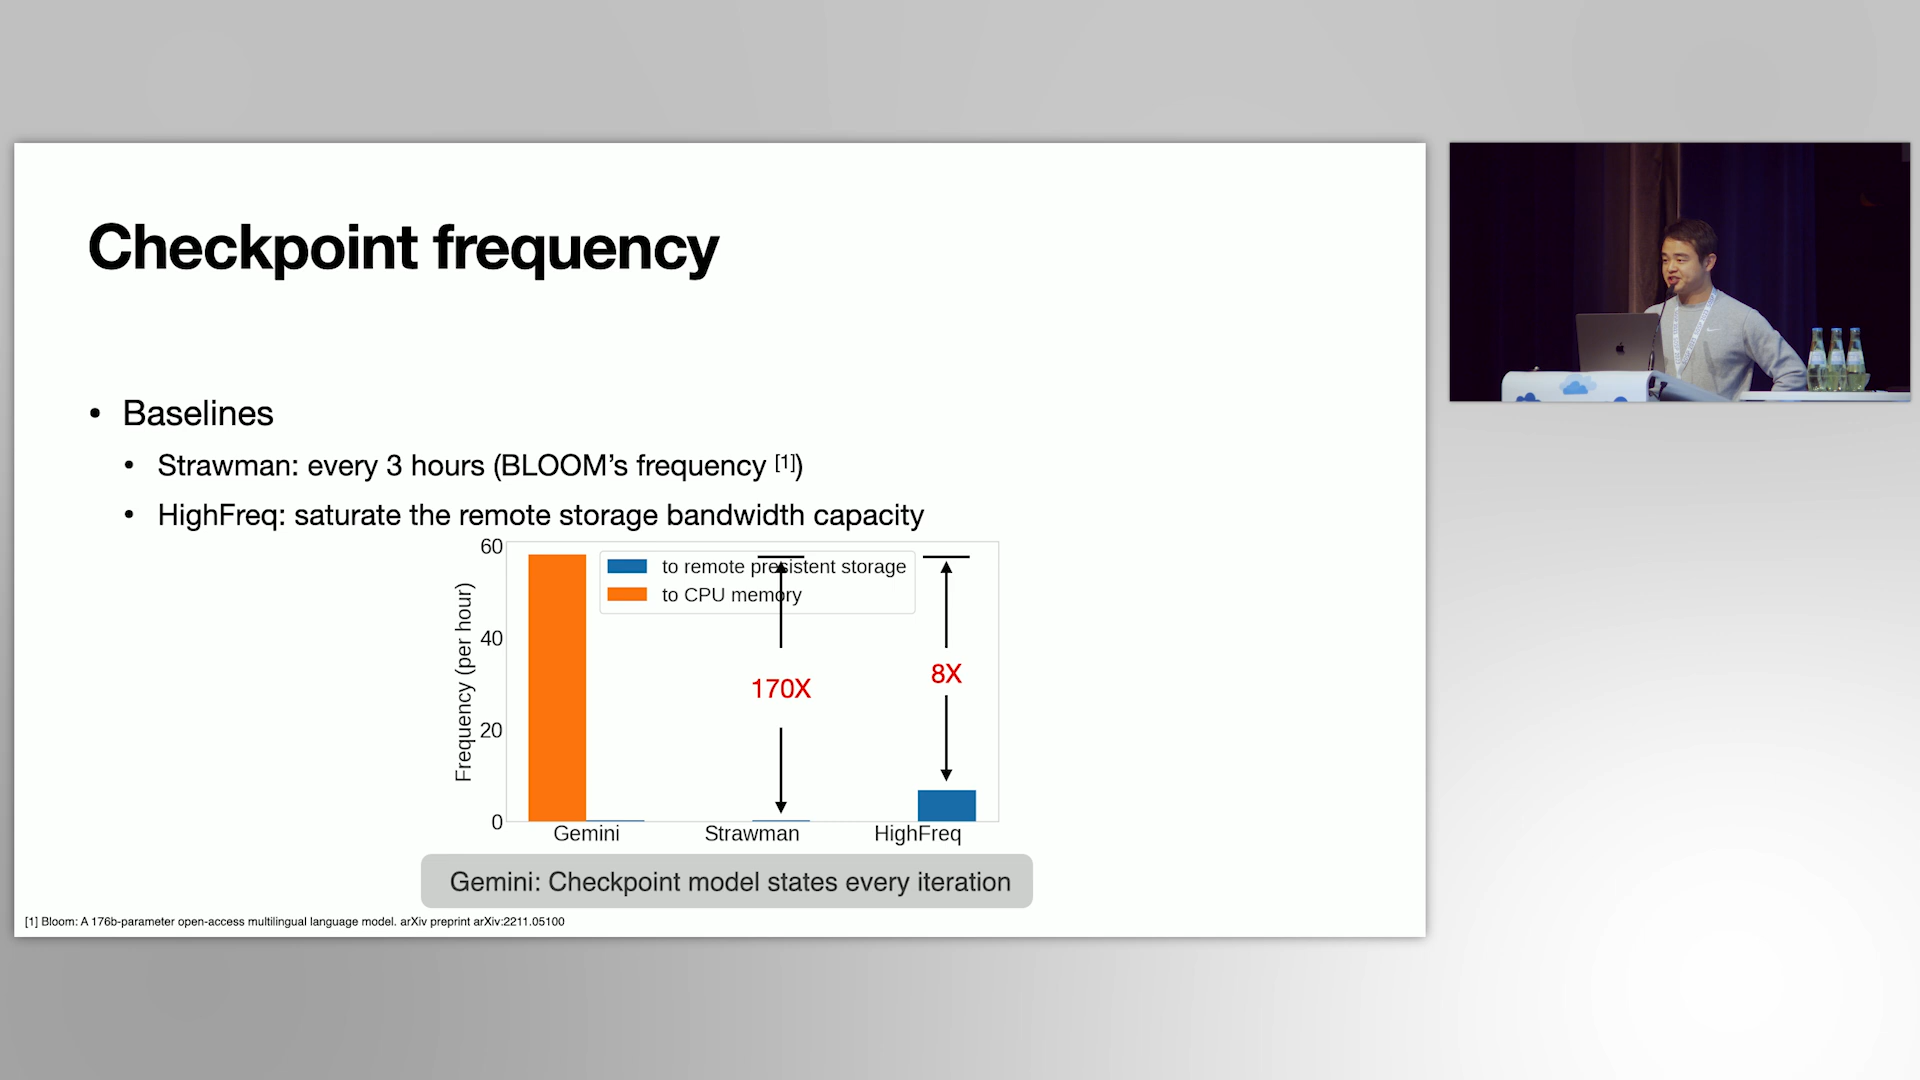 Checkpoint frequency
• Baselines
• Strawman: every 3 hours (BLOOM’s frequency [1])
• HighFreq: saturate the remote storage bandwidth capacity
60
40
20
0
Frequency (per hour)
to remote presistent storage
to CPU memory
170X
8X
Gemini
Strawman
HighFreq
Gemini: Checkpoint model states every iteration
[1] Bloom: A 176b-parameter open-access multilingual language model. arXiv preprint arXiv:2211.05100